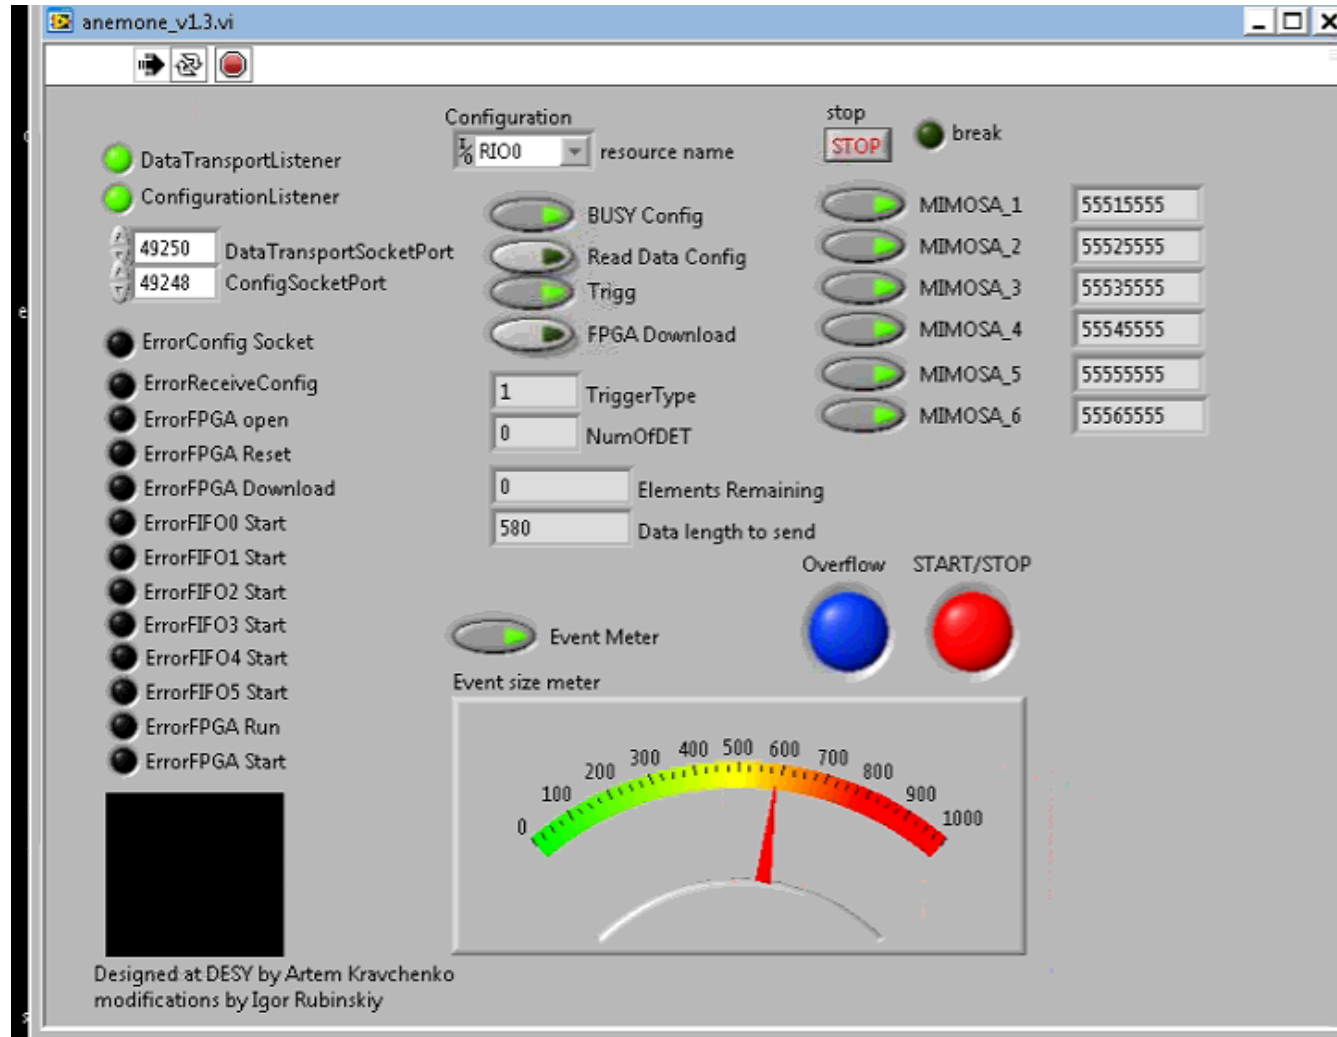 anemone_v1.3.vi
DataTransportListener
ConfigurationListener
49250 DataTransportSocketPort
49248 ConfigSocketPort
ErrorConfig Socket
ErrorReceiveConfig
ErrorFPGA open
ErrorFPGA Reset
ErrorFPGA Download
ErrorFIFO0 Start
ErrorFIFO1 Start
ErrorFIFO2 Start
ErrorFIFO3 Start
ErrorFIFO4 Start
ErrorFIFO5 Start
ErrorFPGA Run
ErrorFPGA Start
Designed at DESY by Artem Kravchenko
modifications by Igor Rubinskiy
Configuration
I/O RIO0 resource name
BUSY Config
Read Data Config
Trigg
FPGA Download
1 TriggerType
0 NumOfDET
0 Elements Remaining
580 Data length to send
stop
STOP
break
MIMOSA_1 55515555
MIMOSA_2 55525555
MIMOSA_3 55535555
MIMOSA_4 55545555
MIMOSA_5 55555555
MIMOSA_6 55565555
Overflow START/STOP
Event Meter
Event size meter
0 100 200 300 400 500 600 700 800 900 1000